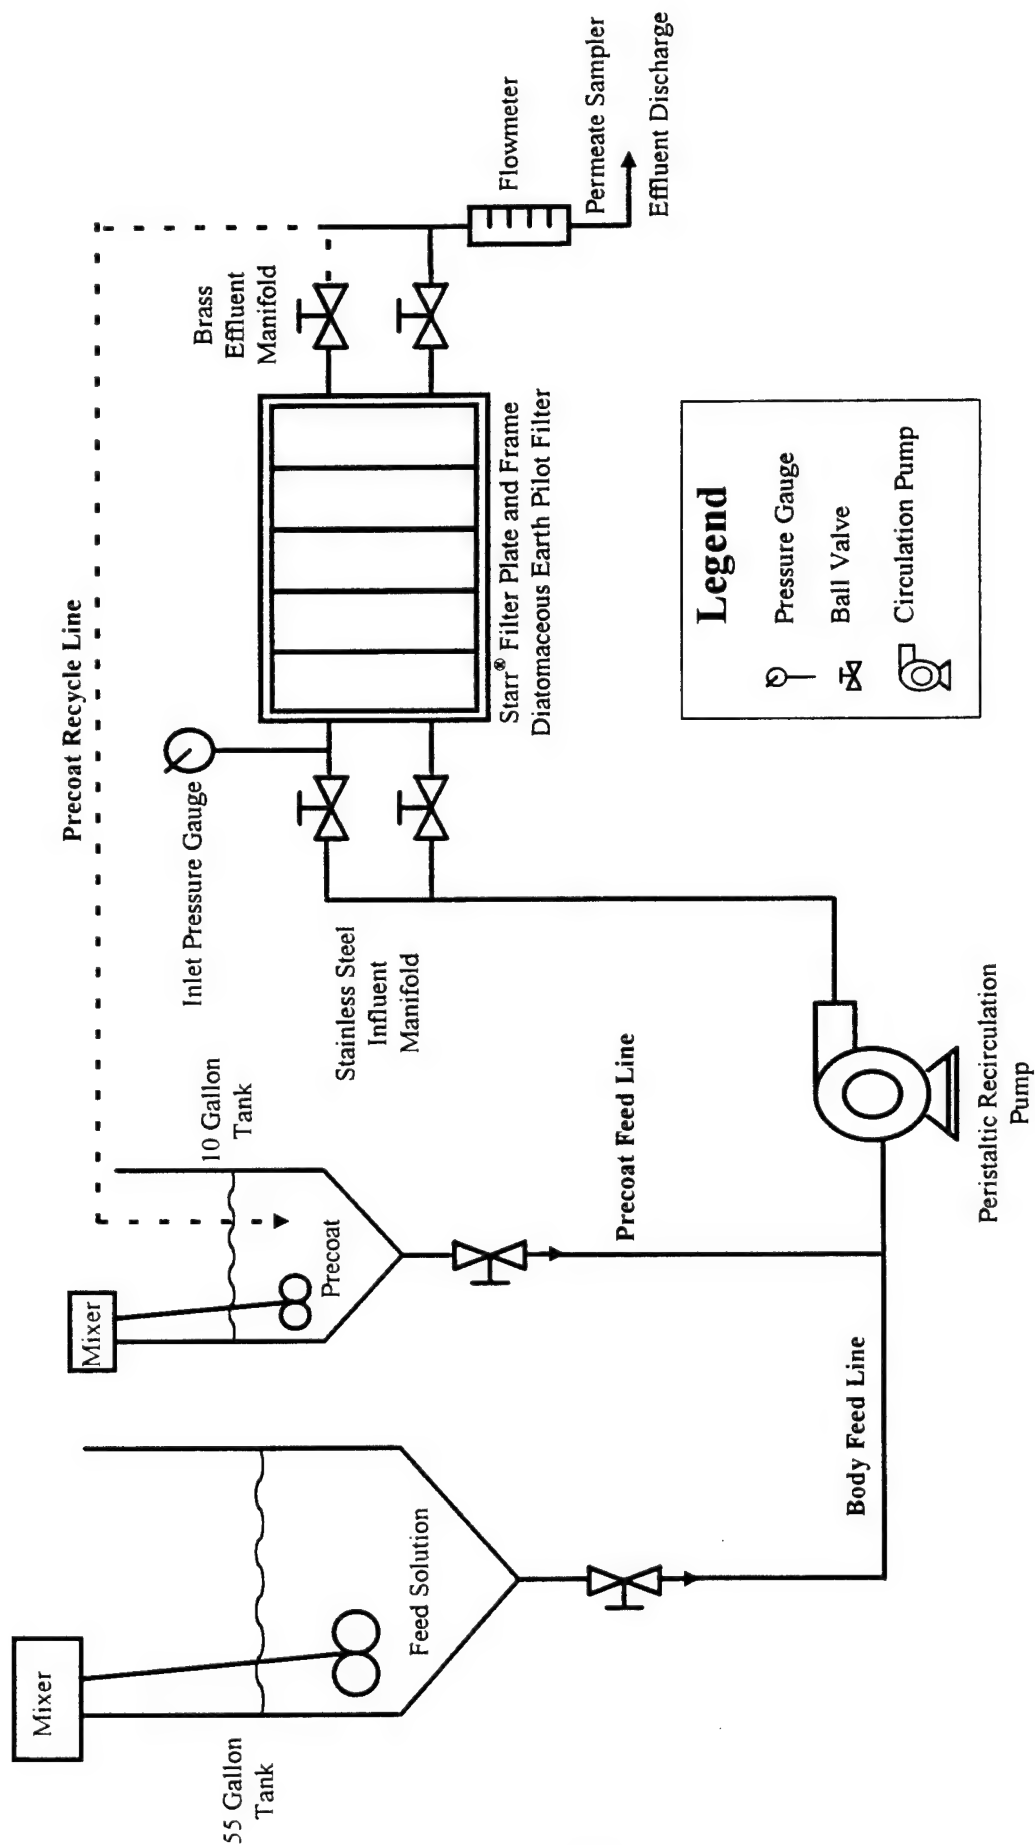 Mixer
55 Gallon
Tank
Feed Solution
Mixer
10 Gallon
Tank
Precoat
Precoat Recycle Line
Inlet Pressure Gauge
Stainless Steel
Influent
Manifold
Brass
Effluent
Manifold
Starr® Filter Plate and Frame
Diatomaceous Earth Pilot Filter
Flowmeter
Permeate Sampler
Effluent Discharge
Precoat Feed Line
Body Feed Line
Peristaltic Recirculation
Pump
Legend
Pressure Gauge
Ball Valve
Circulation Pump